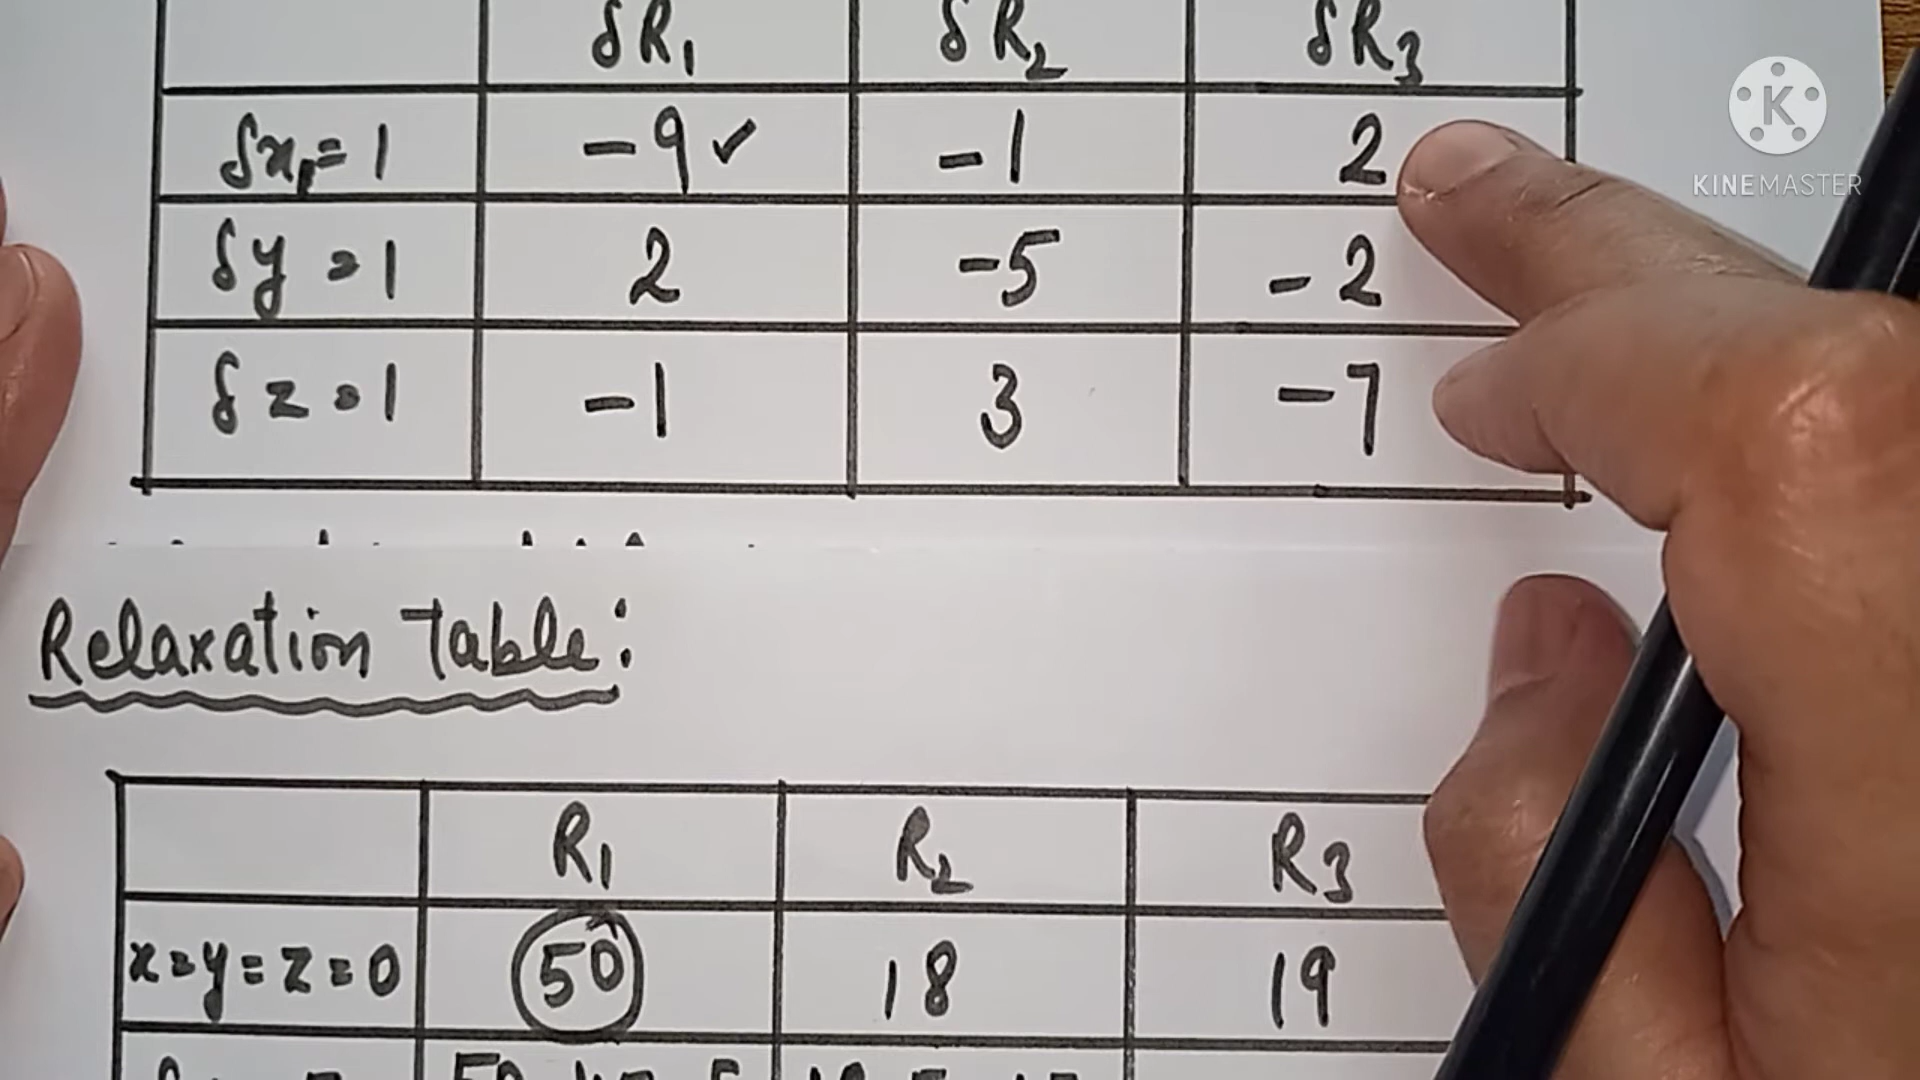 δR₁ δR₂ δR₃
δx₁=1 -9✓ -1 2
δy=1 2 -5 -2
δz=1 -1 3 -7
Relaxation Table:
R₁ R₂ R₃
x=y=z=0 50 18 19
KINEMASTER